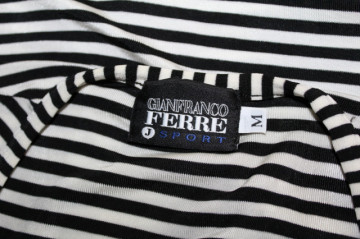 GIANFRANCO
FERRE
J SPORT
M